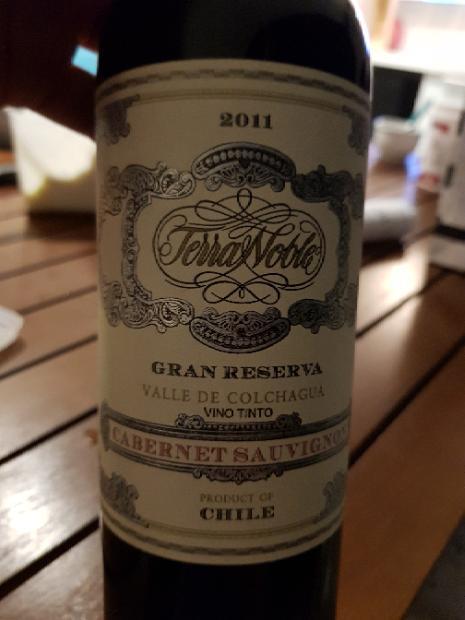 2011
TerraNoble
GRAN RESERVA
VALLE DE COLCHAGUA
VINO TINTO
CABERNET SAUVIGNON
PRODUCT OF
CHILE